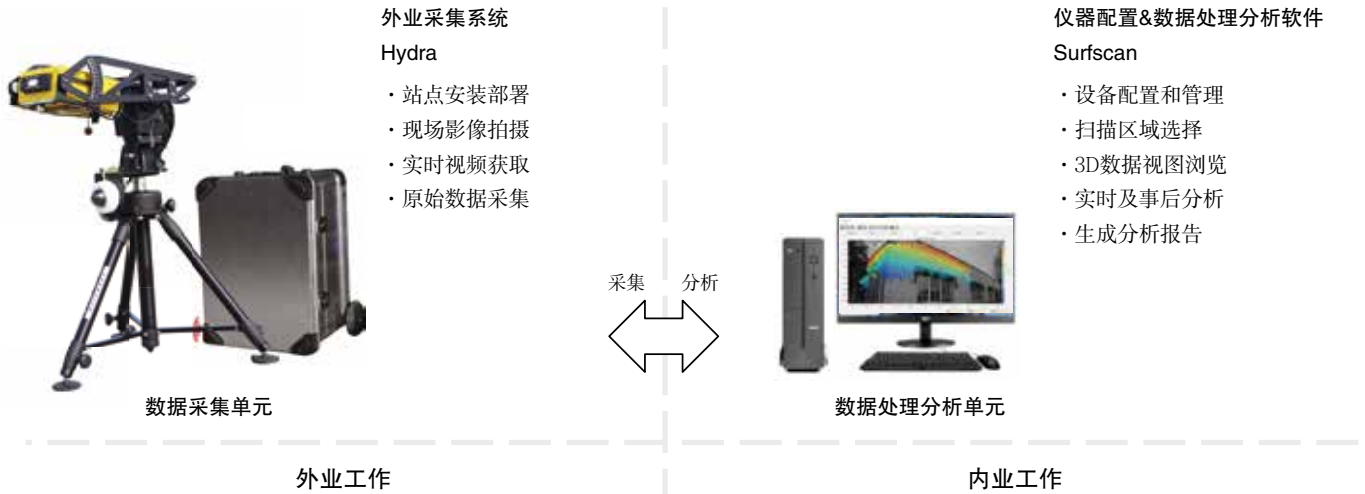 外业采集系统
Hydra
・站点安装部署
・现场影像拍摄
・实时视频获取
・原始数据采集
数据采集单元
外业工作
采集 分析
仪器配置&数据处理分析软件
Surfscan
・设备配置和管理
・扫描区域选择
・3D数据视图浏览
・实时及事后分析
・生成分析报告
数据处理分析单元
内业工作